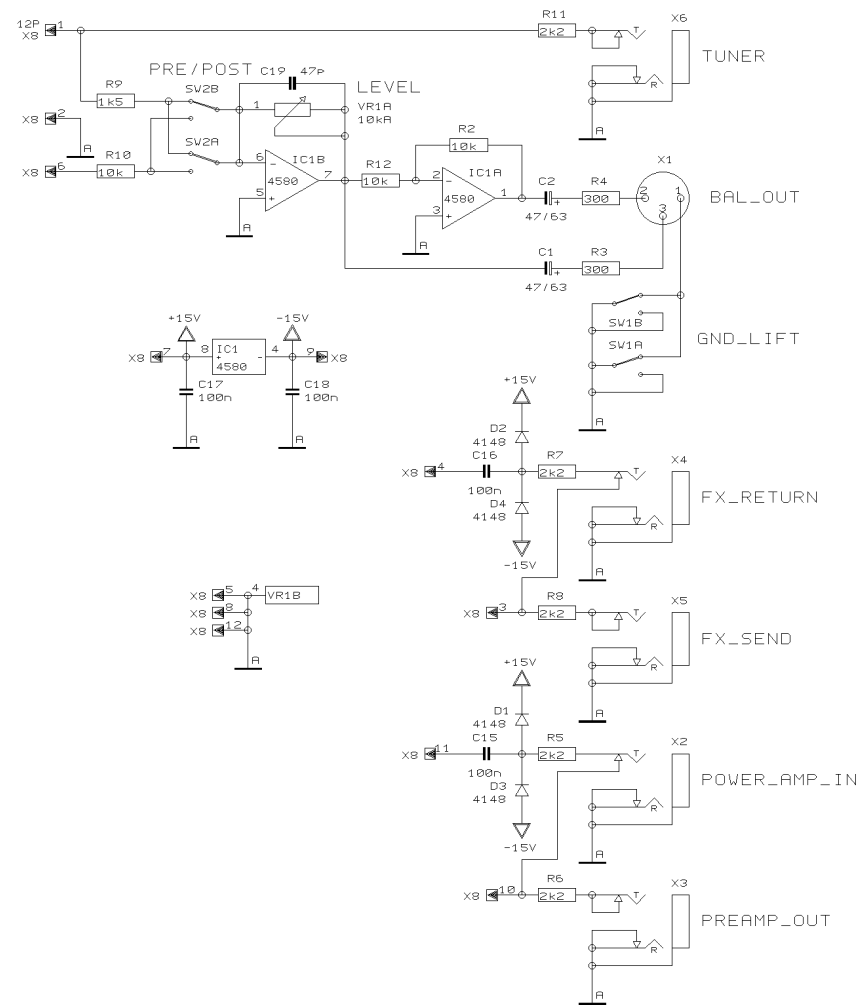 12P
X8
1
R11
2k2
T
X6
R
A
TUNER
PRE/POST
C19 47p
LEVEL
VR1A
10kA
1
R9
1k5
SW2B
X8
2
A
SW2A
X8
6
R10
10k
6
IC1B
4580
7
5
A
R12
10k
R2
10k
2
IC1A
4580
1
3
A
C2
47/63
R4
300
X1
2
1
3
BAL_OUT
C1
47/63
R3
300
SW1B
SW1A
GND_LIFT
A
+15V
-15V
X8
7
8
IC1
4580
4
9
X8
C17
100n
C18
100n
A
A
+15V
D2
4148
C16
X8
4
100n
R7
2k2
T
X4
R
A
FX_RETURN
D4
4148
-15V
X8
5
4
VR1B
X8
8
X8
12
A
X8
3
R8
2k2
T
X5
R
A
FX_SEND
+15V
D1
4148
C15
X8
11
100n
R5
2k2
T
X2
R
A
POWER_AMP_IN
D3
4148
-15V
X8
10
R6
2k2
T
X3
R
A
PREAMP_OUT